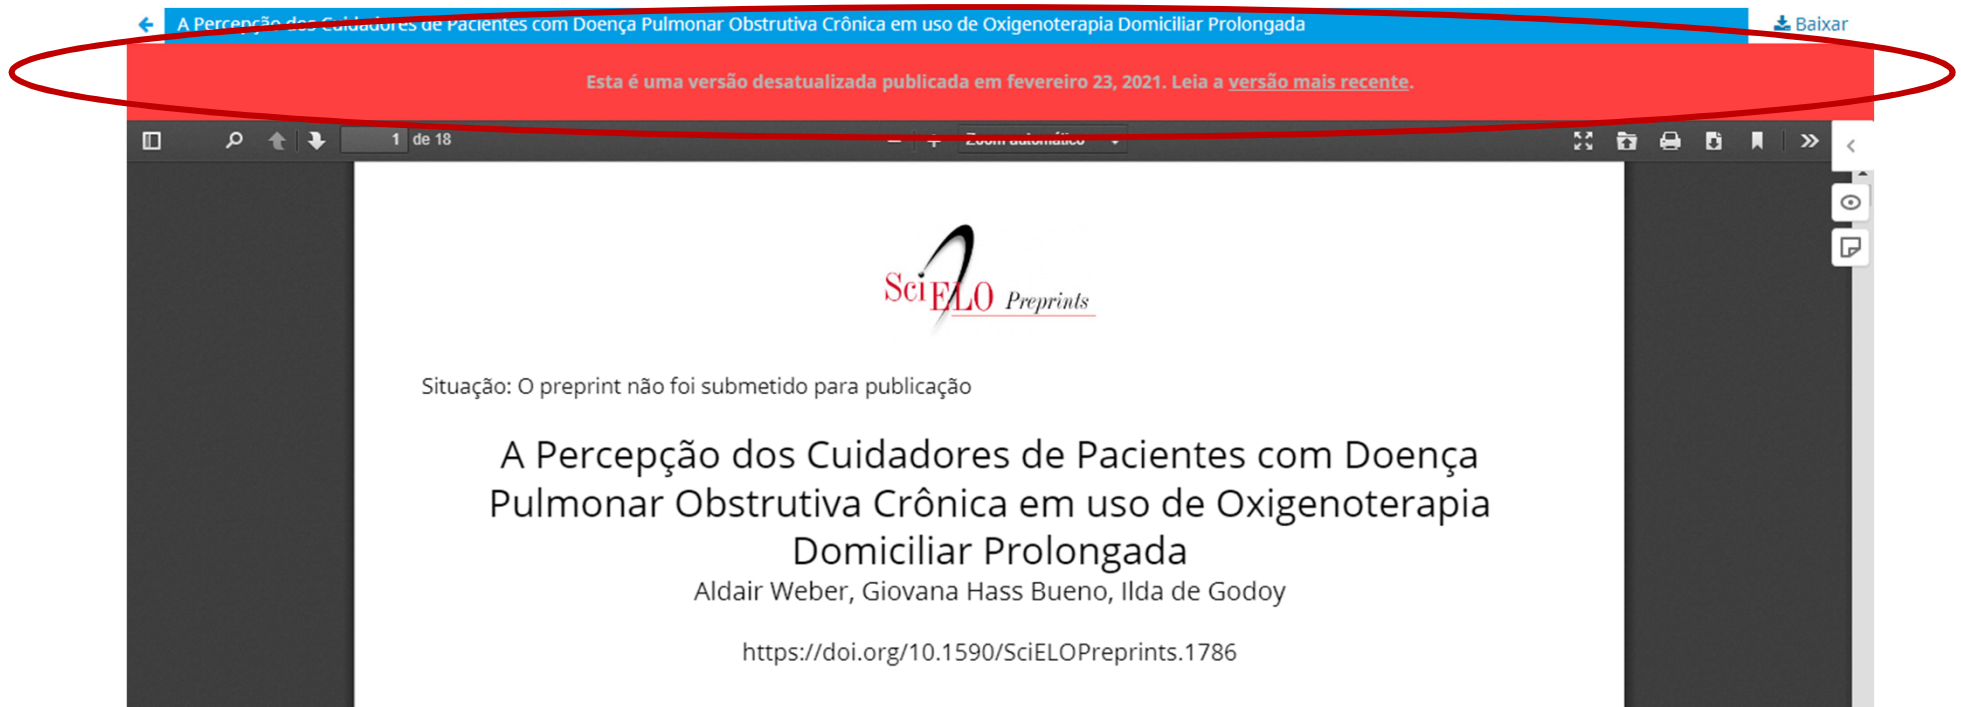 A Percepção dos Cuidadores de Pacientes com Doença Pulmonar Obstrutiva Crônica em uso de Oxigenoterapia Domiciliar Prolongada
Baixar
Esta é uma versão desatualizada publicada em fevereiro 23, 2021. Leia a versão mais recente.
1 de 18
Zoom automático
SciELO Preprints
Situação: O preprint não foi submetido para publicação
A Percepção dos Cuidadores de Pacientes com Doença
Pulmonar Obstrutiva Crônica em uso de Oxigenoterapia
Domiciliar Prolongada
Aldair Weber, Giovana Hass Bueno, Ilda de Godoy
https://doi.org/10.1590/SciELOPreprints.1786